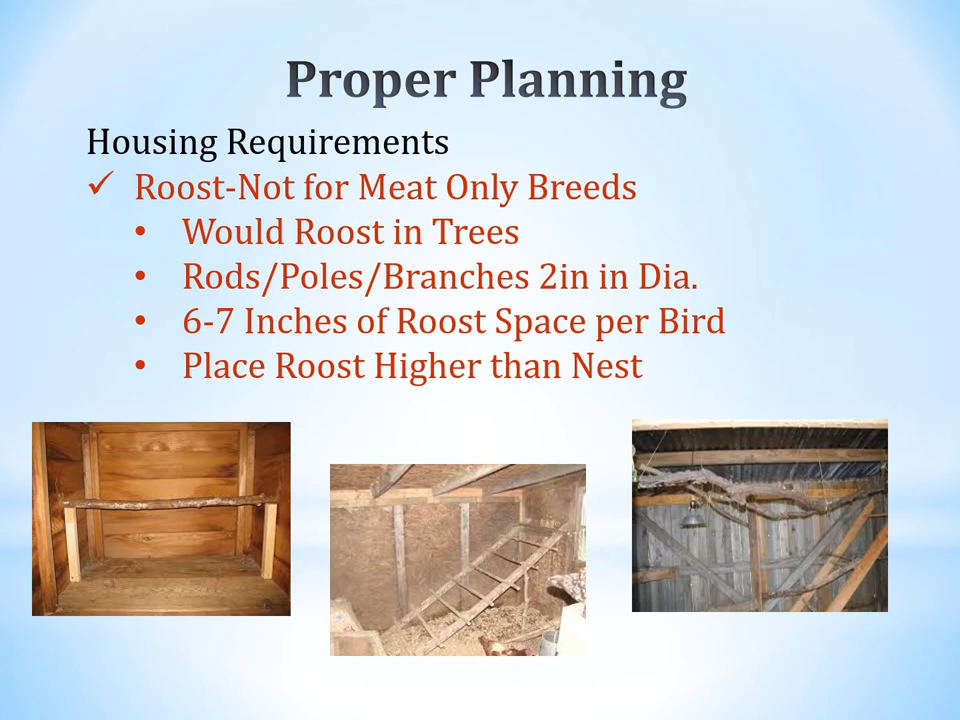 Proper Planning
Housing Requirements
✓ Roost-Not for Meat Only Breeds
• Would Roost in Trees
• Rods/Poles/Branches 2in in Dia.
• 6-7 Inches of Roost Space per Bird
• Place Roost Higher than Nest